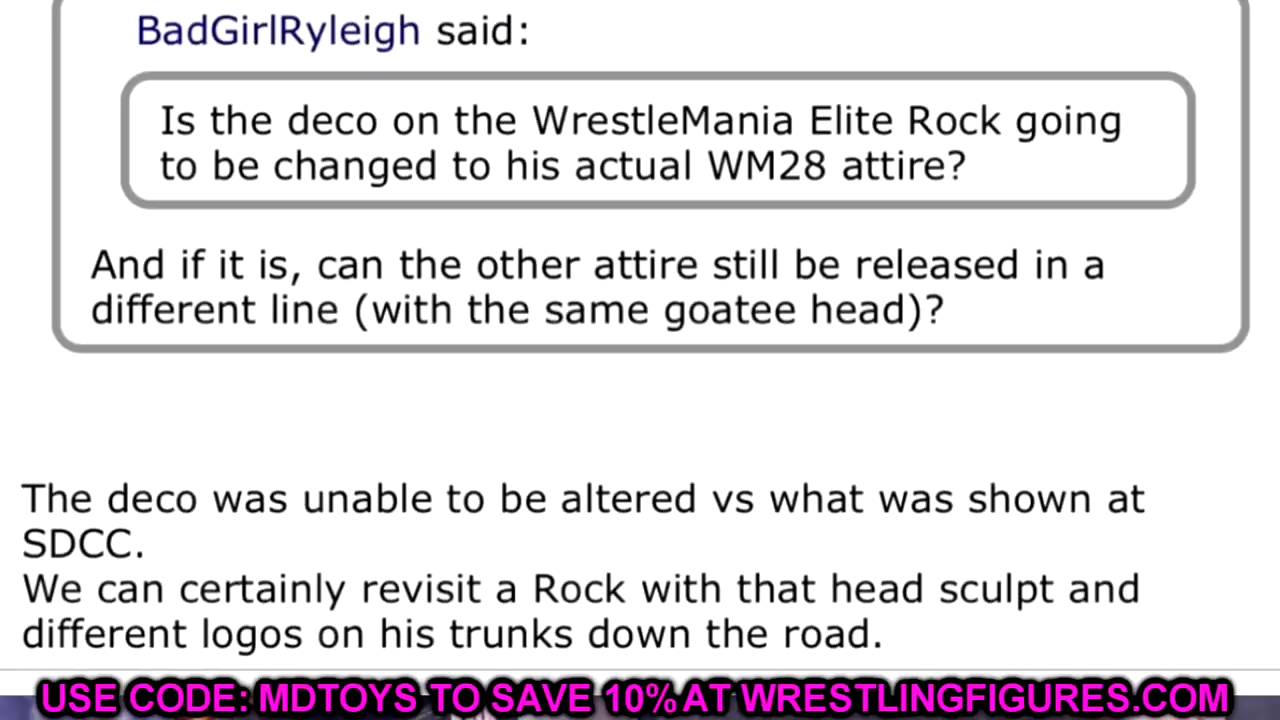 BadGirlRyleigh said:
Is the deco on the WrestleMania Elite Rock going
to be changed to his actual WM28 attire?
And if it is, can the other attire still be released in a
different line (with the same goatee head)?
The deco was unable to be altered vs what was shown at
SDCC.
We can certainly revisit a Rock with that head sculpt and
different logos on his trunks down the road.
USE CODE: MDTOYS TO SAVE 10% AT WRESTLINGFIGURES.COM